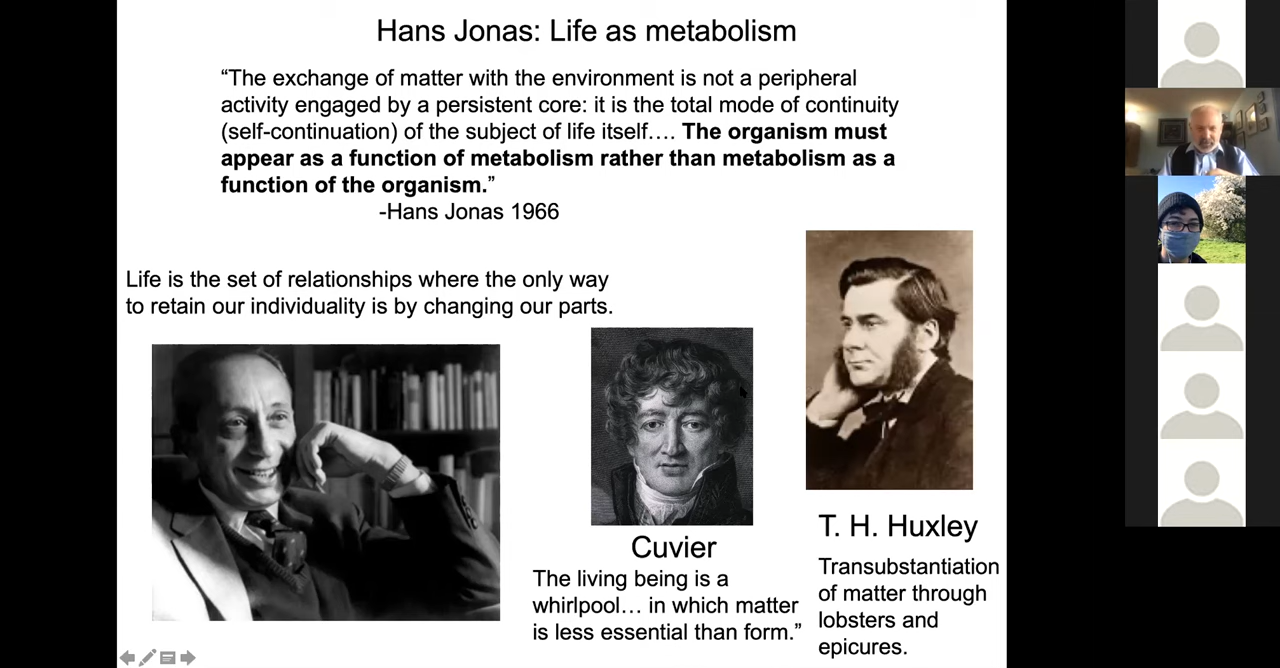 Hans Jonas: Life as metabolism
“The exchange of matter with the environment is not a peripheral
activity engaged by a persistent core: it is the total mode of continuity
(self-continuation) of the subject of life itself…. The organism must
appear as a function of metabolism rather than metabolism as a
function of the organism.”
-Hans Jonas 1966
Life is the set of relationships where the only way
to retain our individuality is by changing our parts.
Cuvier
The living being is a
whirlpool… in which matter
is less essential than form.”
T. H. Huxley
Transubstantiation
of matter through
lobsters and
epicures.